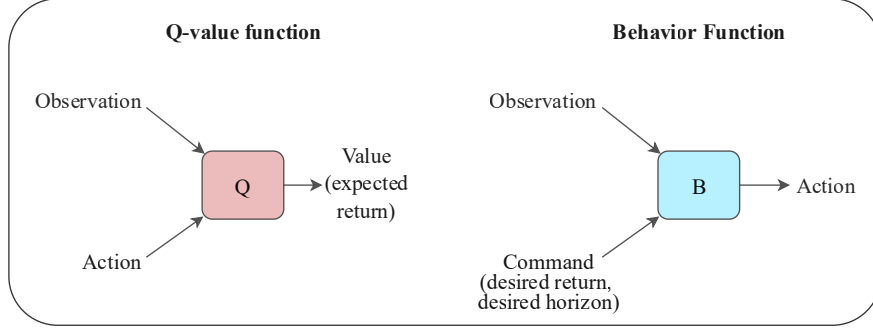 Q-value function
Observation
Q
Value
(expected
return)
Action
Behavior Function
Observation
B
Action
Command
(desired return,
desired horizon)